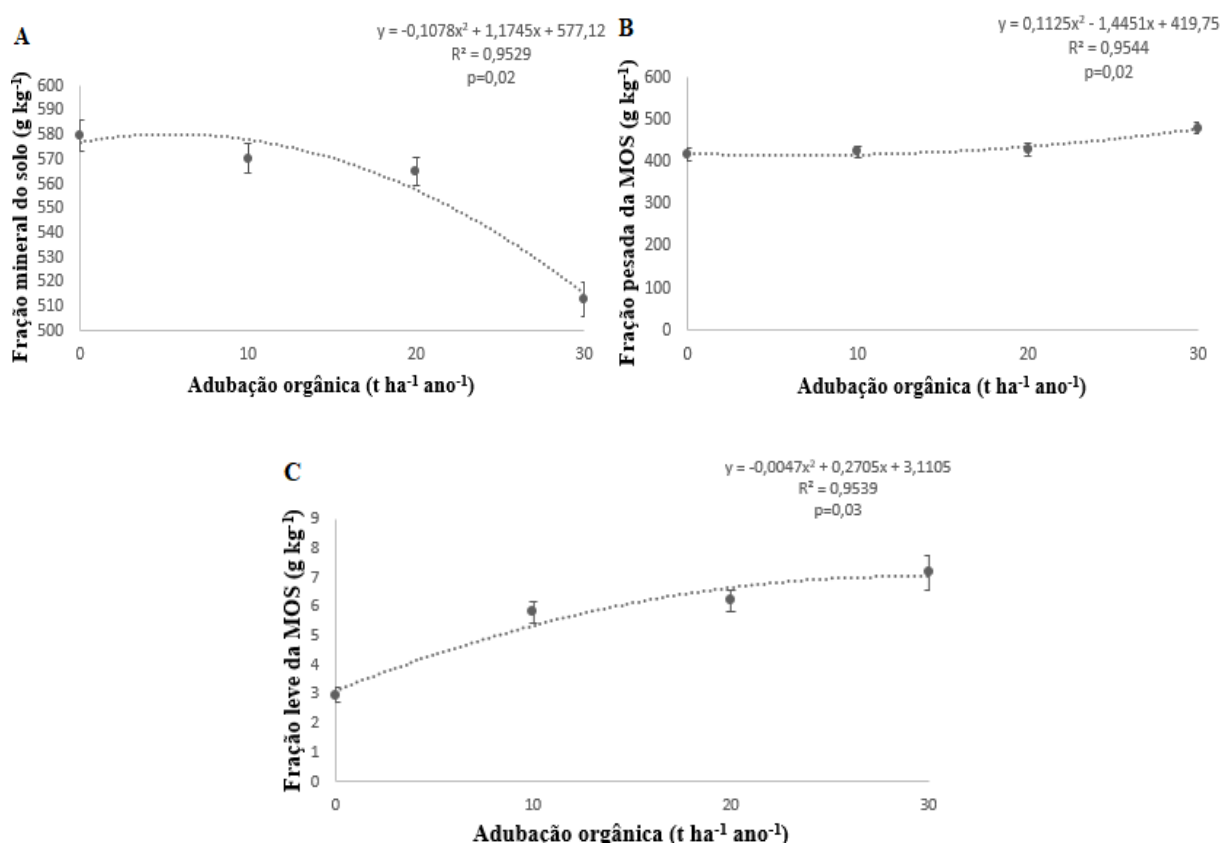 A
y = -0,1078x² + 1,1745x + 577,12
R² = 0,9529
p=0,02
Fração mineral do solo (g kg⁻¹)
600
590
580
570
560
550
540
530
520
510
500
0 10 20 30
Adubação orgânica (t ha⁻¹ ano⁻¹)
B
y = 0,1125x² - 1,4451x + 419,75
R² = 0,9544
p=0,02
Fração pesada da MOS (g kg⁻¹)
600
500
400
300
200
100
0
0 10 20 30
Adubação orgânica (t ha⁻¹ ano⁻¹)
C
y = -0,0047x² + 0,2705x + 3,1105
R² = 0,9539
p=0,03
Fração leve da MOS (g kg⁻¹)
9
8
7
6
5
4
3
2
1
0
0 10 20 30
Adubação orgânica (t ha⁻¹ ano⁻¹)